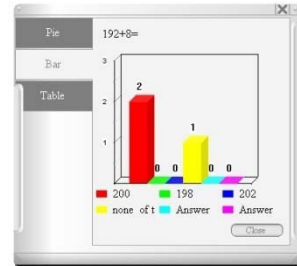 Pie
Bar
Table
192+8=
3
2
1
2
0
0
1
0
0
200
198
202
none of t
Answer
Answer
Close